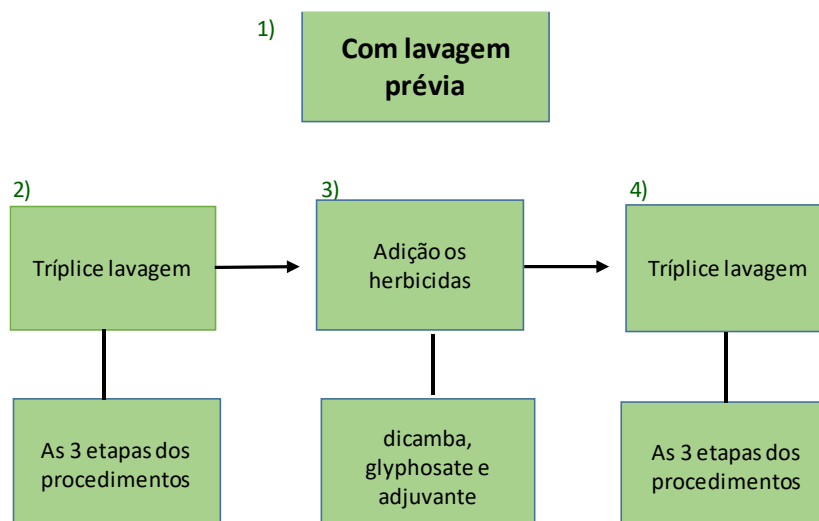 1)
Com lavagem
prévia
2)
3)
4)
Tríplice lavagem
Adição os
herbicidas
Tríplice lavagem
As 3 etapas dos
procedimentos
dicamba,
glyphosate e
adjuvante
As 3 etapas dos
procedimentos